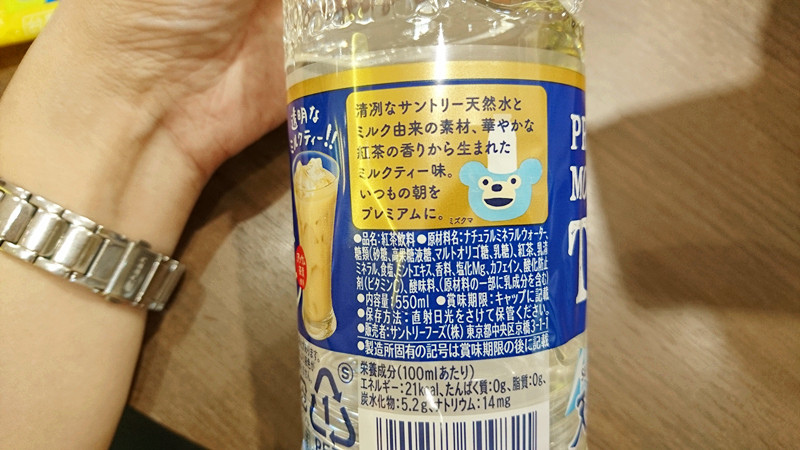 透明な
ミルクティー!!
清冽なサントリー天然水と
ミルク由来の素材、華やかな
紅茶の香りから生まれた
ミルクティー味。
いつもの朝を
プレミアムに。
ミズクマ
●品名:紅茶飲料 ●原材料名:ナチュラルミネラルウォーター、
糖類(砂糖、高果糖液糖、マルトオリゴ糖、乳糖)、紅茶、乳清
ミネラル、食塩、ミントエキス、香料、塩化Mg、カフェイン、酸化防止
剤(ビタミンC)、酸味料、(原材料の一部に乳成分を含む)
●内容量:550ml ●賞味期限:キャップに記載
●保存方法:直射日光をさけて保管ください。
●販売者:サントリーフーズ(株) 東京都中央区京橋3-1-1
●製造所固有の記号は賞味期限の後に記載
栄養成分(100mlあたり)
エネルギー:21kcal、たんぱく質:0g、脂質:0g、
炭水化物:5.2g、ナトリウム:14mg